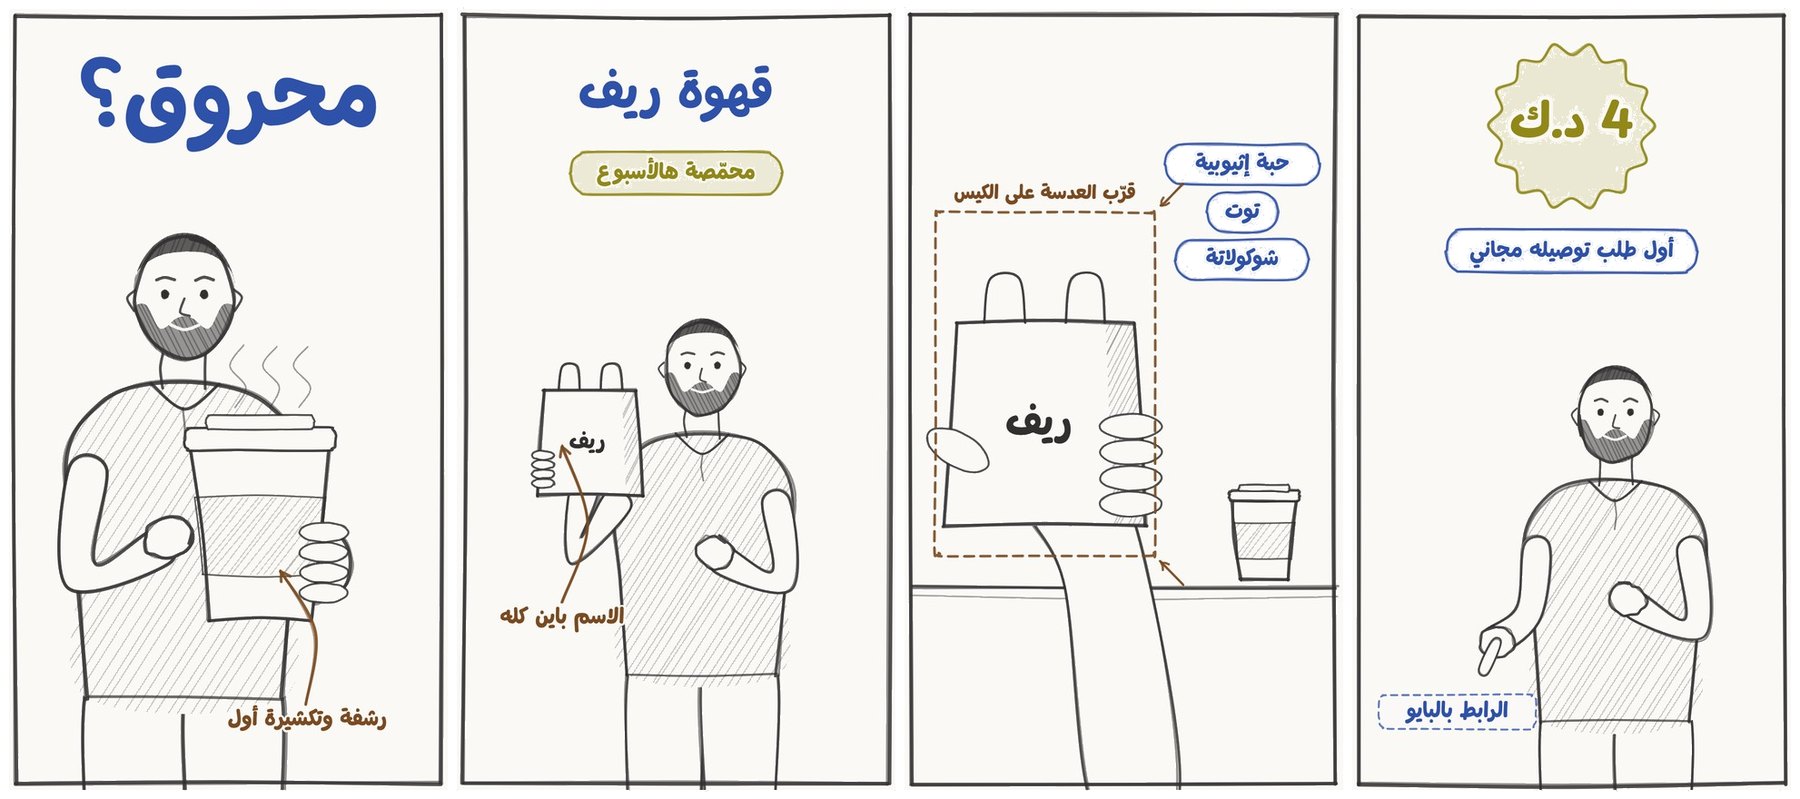 محروق؟
رشفة وتكشيرة أول
قهوة ريف
محمّصة هالأسبوع
ريف
الاسم باين كله
حبة إثيوبية
توت
شوكولاتة
قرّب العدسة على الكيس
ريف
4 د.ك
أول طلب توصيله مجاني
الرابط بالبايو